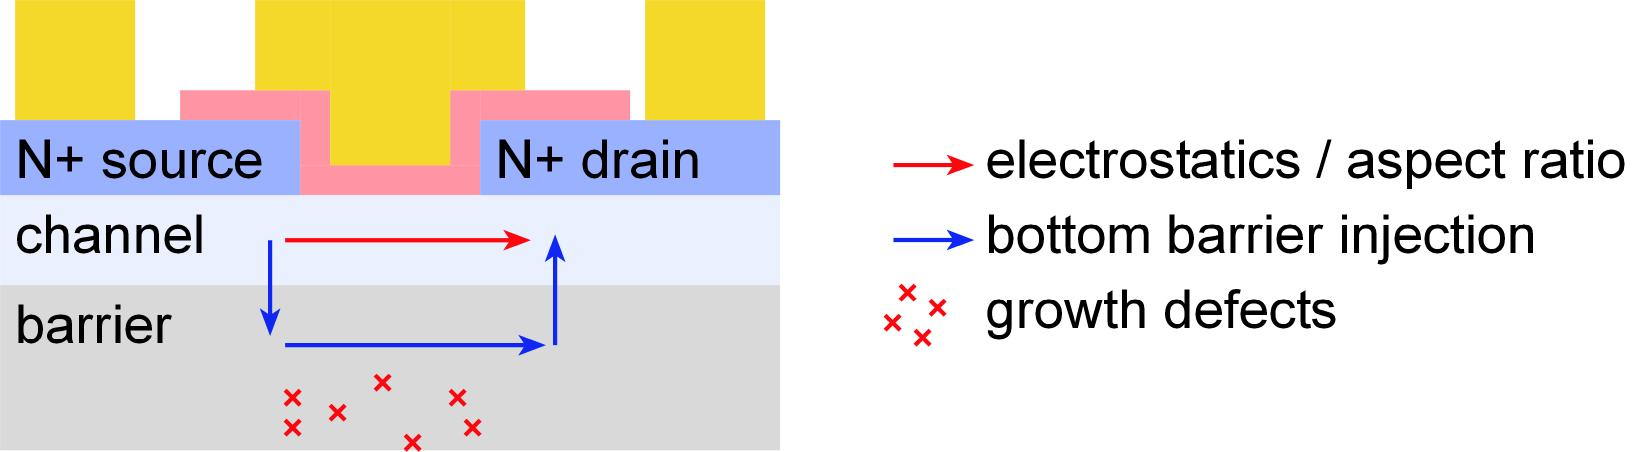 N+ source
N+ drain
channel
barrier
electrostatics / aspect ratio
bottom barrier injection
growth defects